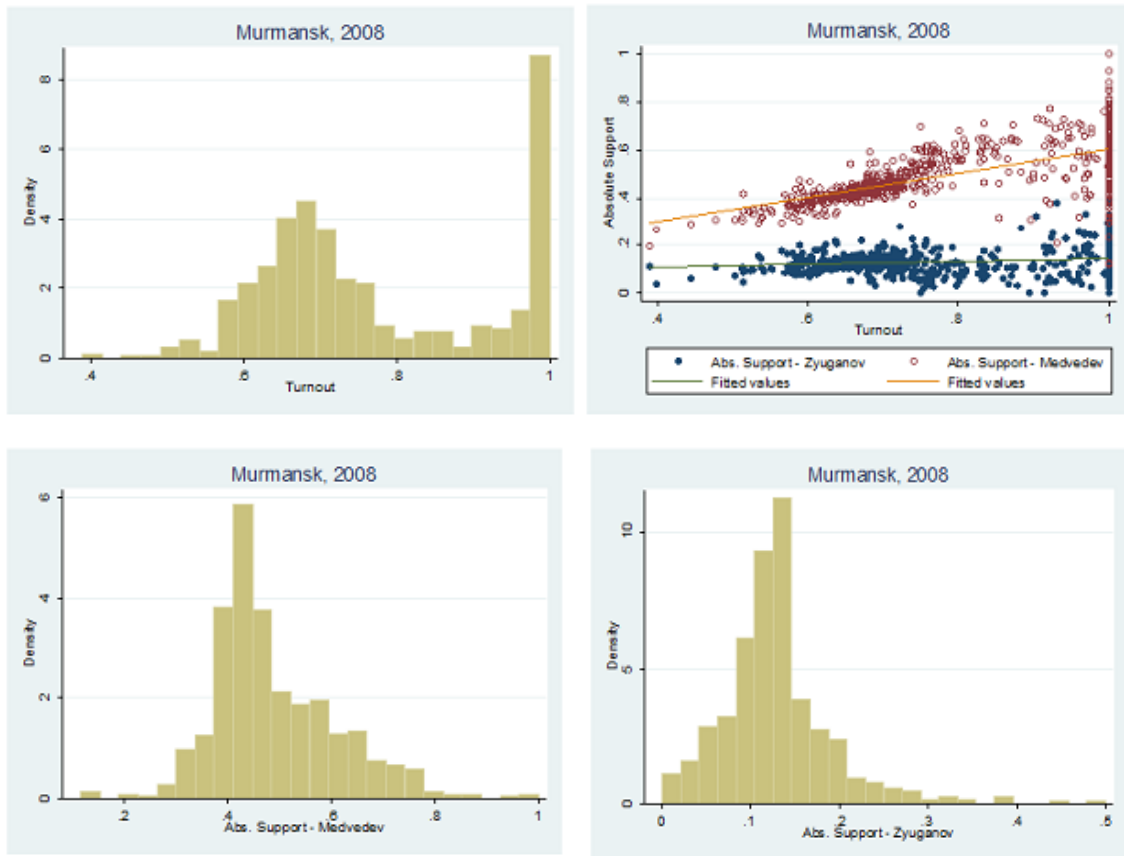 Murmansk, 2008
Density
0 2 4 6 8
.4 .6 .8 1
Turnout
Murmansk, 2008
Absolute Support
0 .2 .4 .6 .8 1
.4 .6 .8 1
Turnout
Abs. Support - Zyuganov Abs. Support - Medvedev
Fitted values Fitted values
Murmansk, 2008
Density
0 2 4 6
.2 .4 .6 .8 1
Abs. Support - Medvedev
Murmansk, 2008
Density
0 5 10
0 .1 .2 .3 .4 .5
Abs. Support - Zyuganov